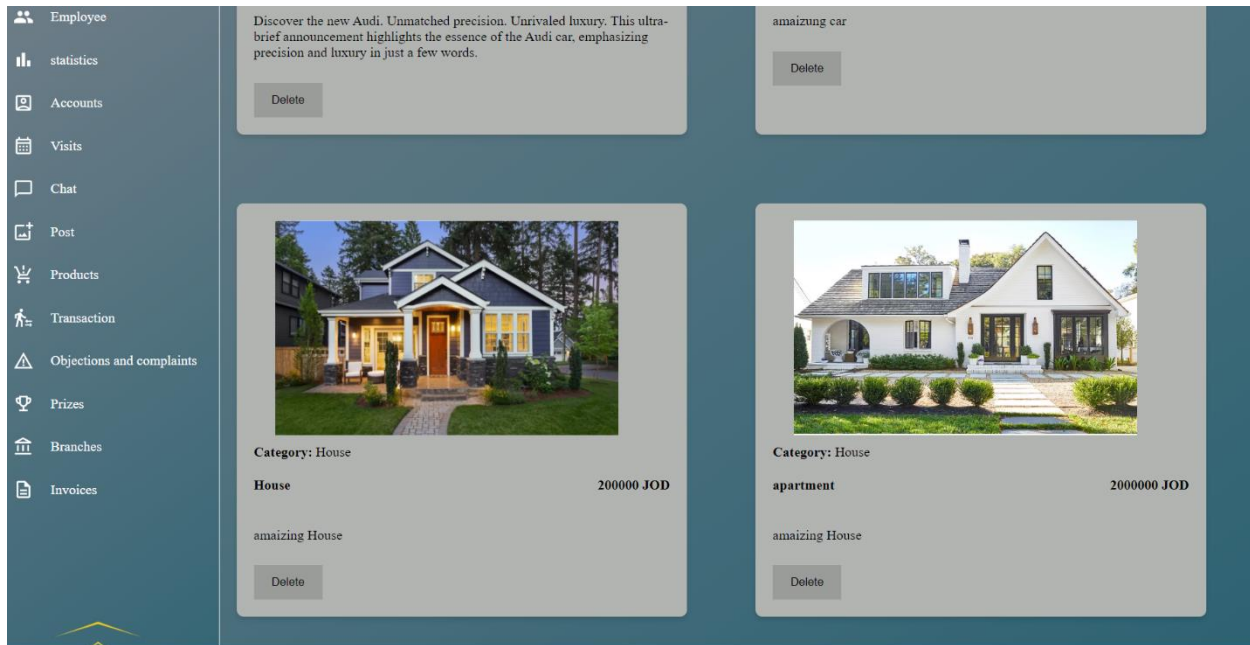 Employee
statistics
Accounts
Visits
Chat
Post
Products
Transaction
Objections and complaints
Prizes
Branches
Invoices
Discover the new Audi. Unmatched precision. Unrivaled luxury. This ultra-
brief announcement highlights the essence of the Audi car, emphasizing
precision and luxury in just a few words.
Delete
amaizung car
Delete
Category: House
House 200000 JOD
amaizing House
Delete
Category: House
apartment 2000000 JOD
amaizing House
Delete